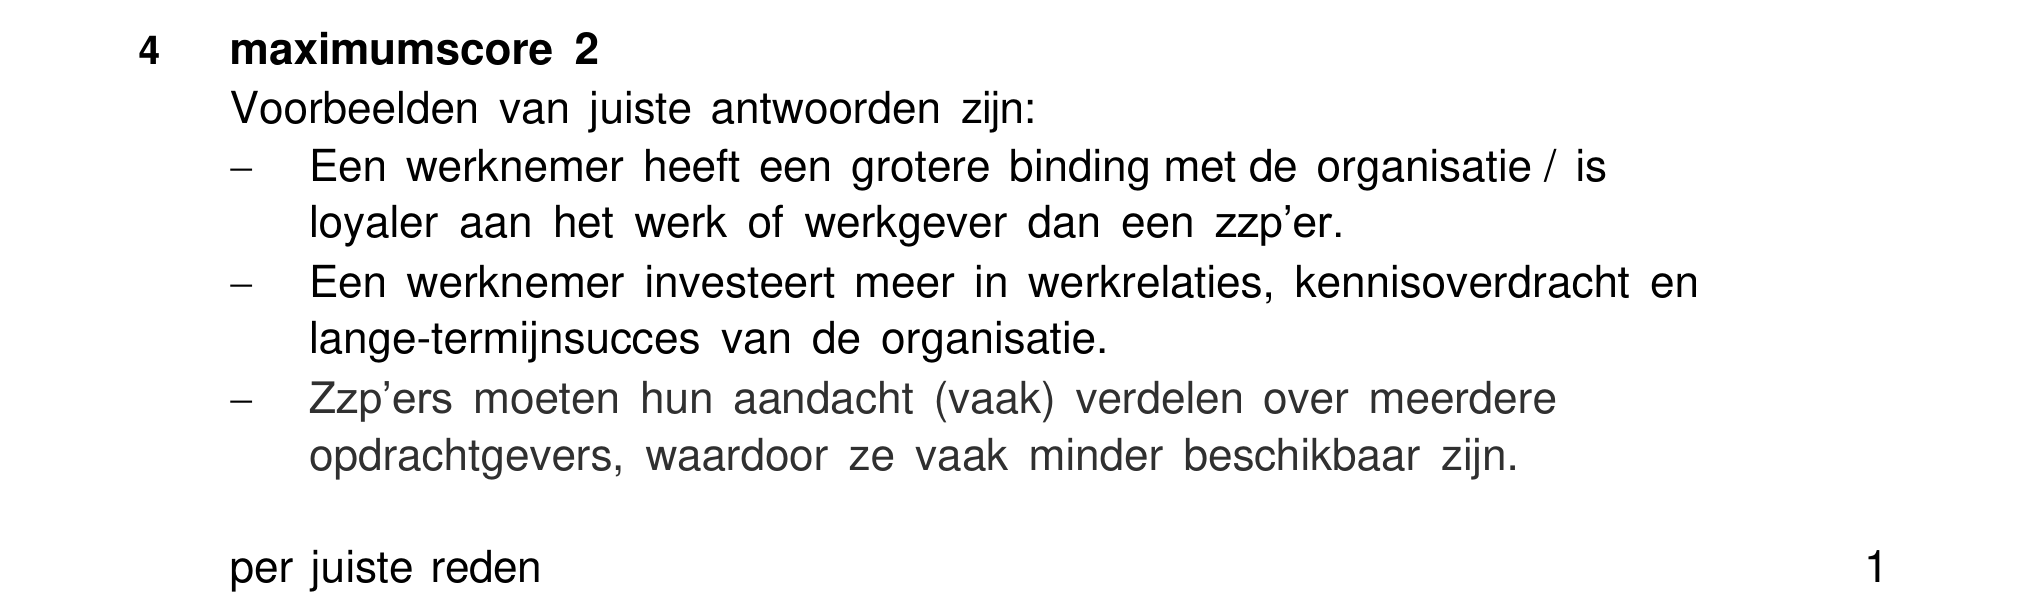 4 maximumscore 2
Voorbeelden van juiste antwoorden zijn:
− Een werknemer heeft een grotere binding met de organisatie / is
loyaler aan het werk of werkgever dan een zzp’er.
− Een werknemer investeert meer in werkrelaties, kennisoverdracht en
lange-termijnsucces van de organisatie.
− Zzp’ers moeten hun aandacht (vaak) verdelen over meerdere
opdrachtgevers, waardoor ze vaak minder beschikbaar zijn.
per juiste reden 1